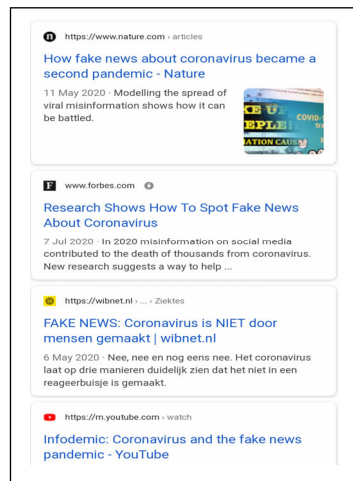 https://www.nature.com › articles
How fake news about coronavirus became a
second pandemic - Nature
11 May 2020 · Modelling the spread of
viral misinformation shows how it can
be battled.
COVID-
ATION CAUS
F www.forbes.com
Research Shows How To Spot Fake News
About Coronavirus
7 Jul 2020 · In 2020 misinformation on social media
contributed to the death of thousands from coronavirus.
New research suggests a way to help ...
https://wibnet.nl › ... › Ziektes
FAKE NEWS: Coronavirus is NIET door
mensen gemaakt | wibnet.nl
6 May 2020 · Nee, nee en nog eens nee. Het coronavirus
laat op drie manieren duidelijk zien dat het niet in een
reageerbuisje is gemaakt.
https://m.youtube.com › watch
Infodemic: Coronavirus and the fake news
pandemic - YouTube